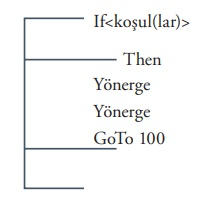 If<koşul(lar)>
Then
Yönerge
Yönerge
GoTo 100